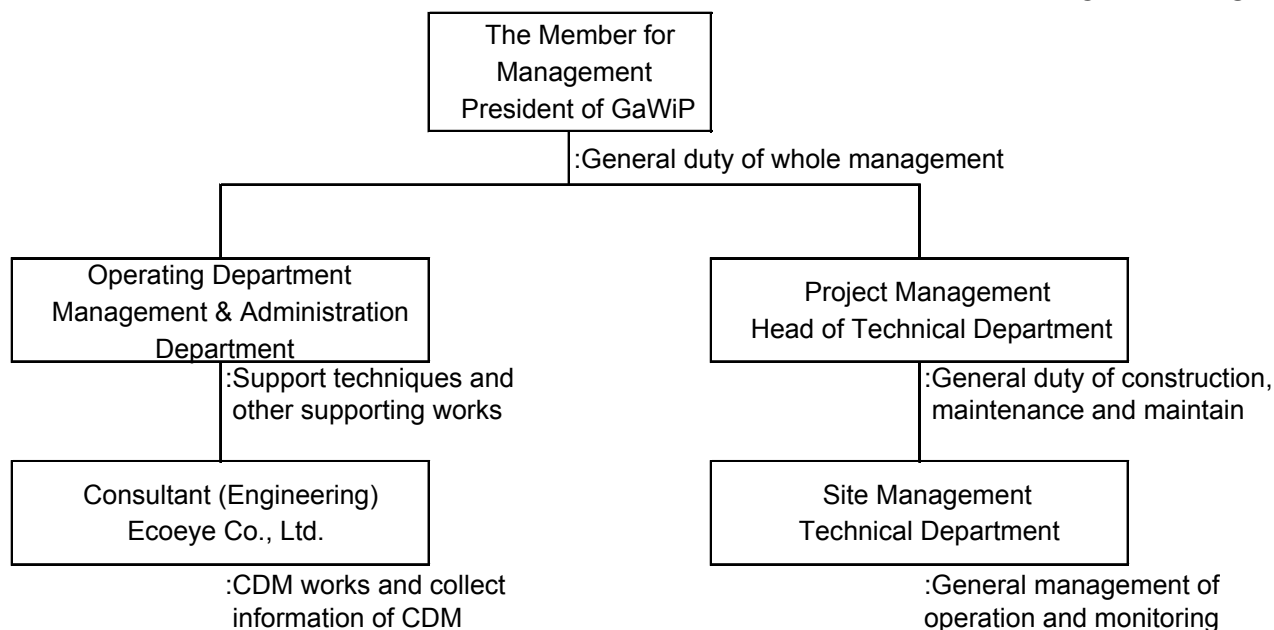 The Member for
Management
President of GaWiP
:General duty of whole management
Operating Department
Management & Administration
Department
:Support techniques and
other supporting works
Project Management
Head of Technical Department
:General duty of construction,
maintenance and maintain
Consultant (Engineering)
Ecoeye Co., Ltd.
:CDM works and collect
information of CDM
Site Management
Technical Department
:General management of
operation and monitoring